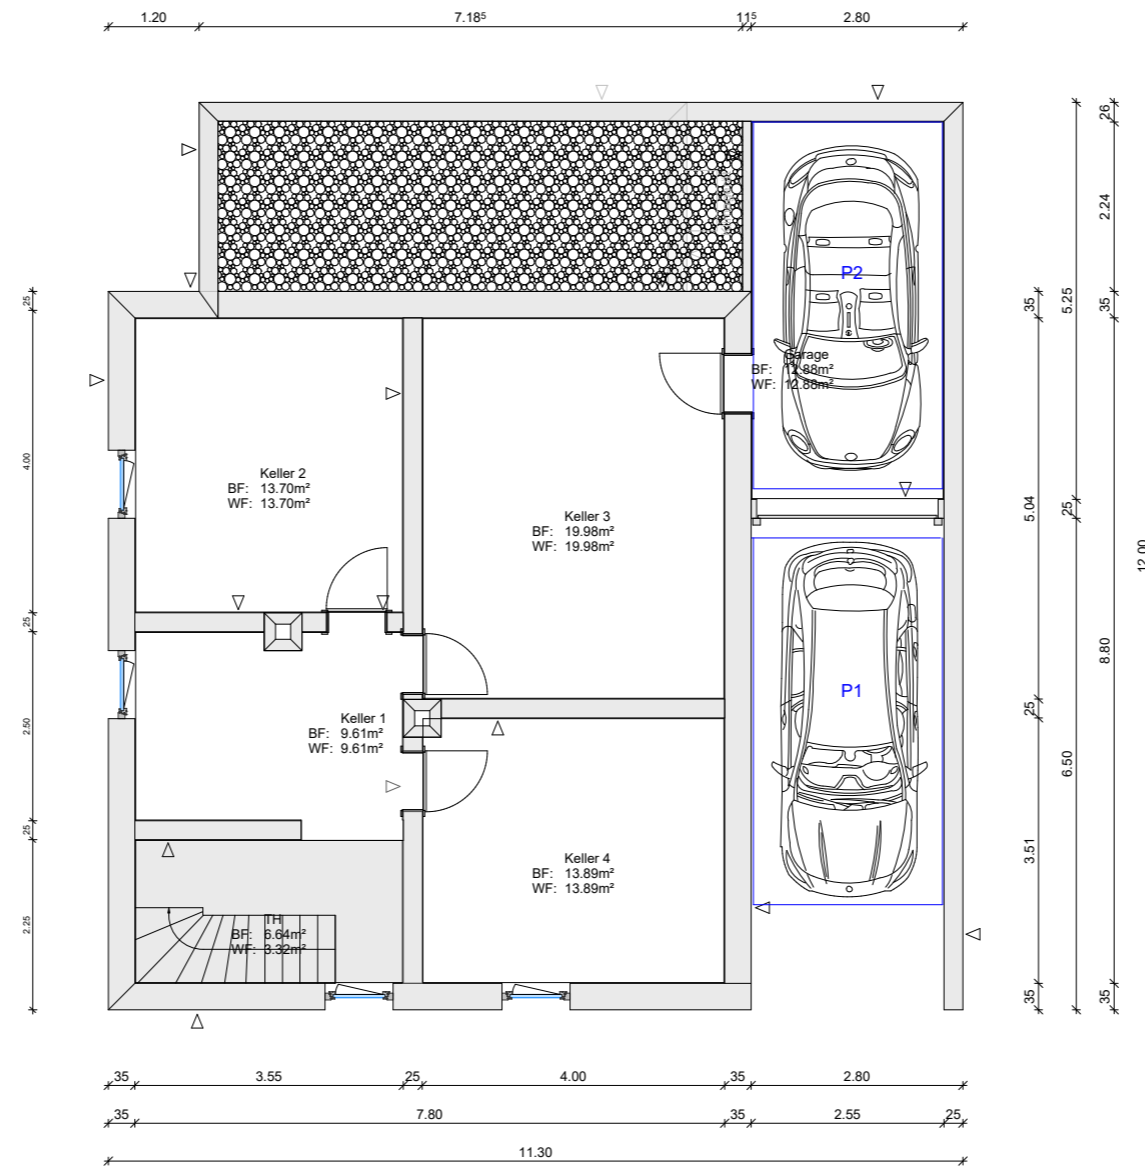 1.20
7.18⁵
11⁵
2.80
26
2.24
35
5.25
25
12.00
8.80
6.50
35
35
5.04
25
3.51
35
25
4.00
25
2.50
25
2.25
P2
Garage
BF: 12.88m²
WF: 12.88m²
Keller 2
BF: 13.70m²
WF: 13.70m²
Keller 3
BF: 19.98m²
WF: 19.98m²
P1
Keller 1
BF: 9.61m²
WF: 9.61m²
Keller 4
BF: 13.89m²
WF: 13.89m²
TH
BF: 6.64m²
WF: 3.32m²
35
3.55
25
4.00
35
2.80
35
7.80
35
2.55
25
11.30